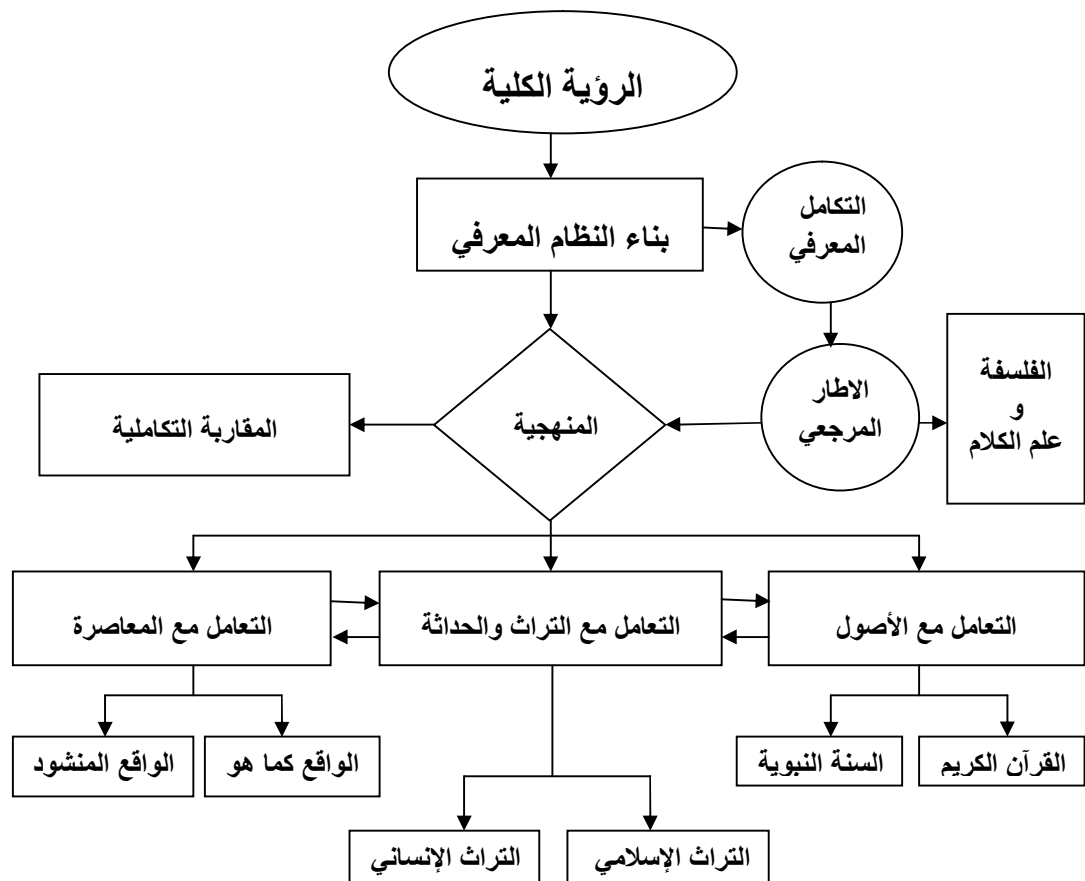 الرؤية الكلية
بناء النظام المعرفي
التكامل
المعرفي
الفلسفة
و
علم الكلام
الاطار
المرجعي
المنهجية
المقاربة التكاملية
التعامل مع الأصول
التعامل مع التراث والحداثة
التعامل مع المعاصرة
القرآن الكريم
السنة النبوية
الواقع كما هو
الواقع المنشود
التراث الإسلامي
التراث الإنساني